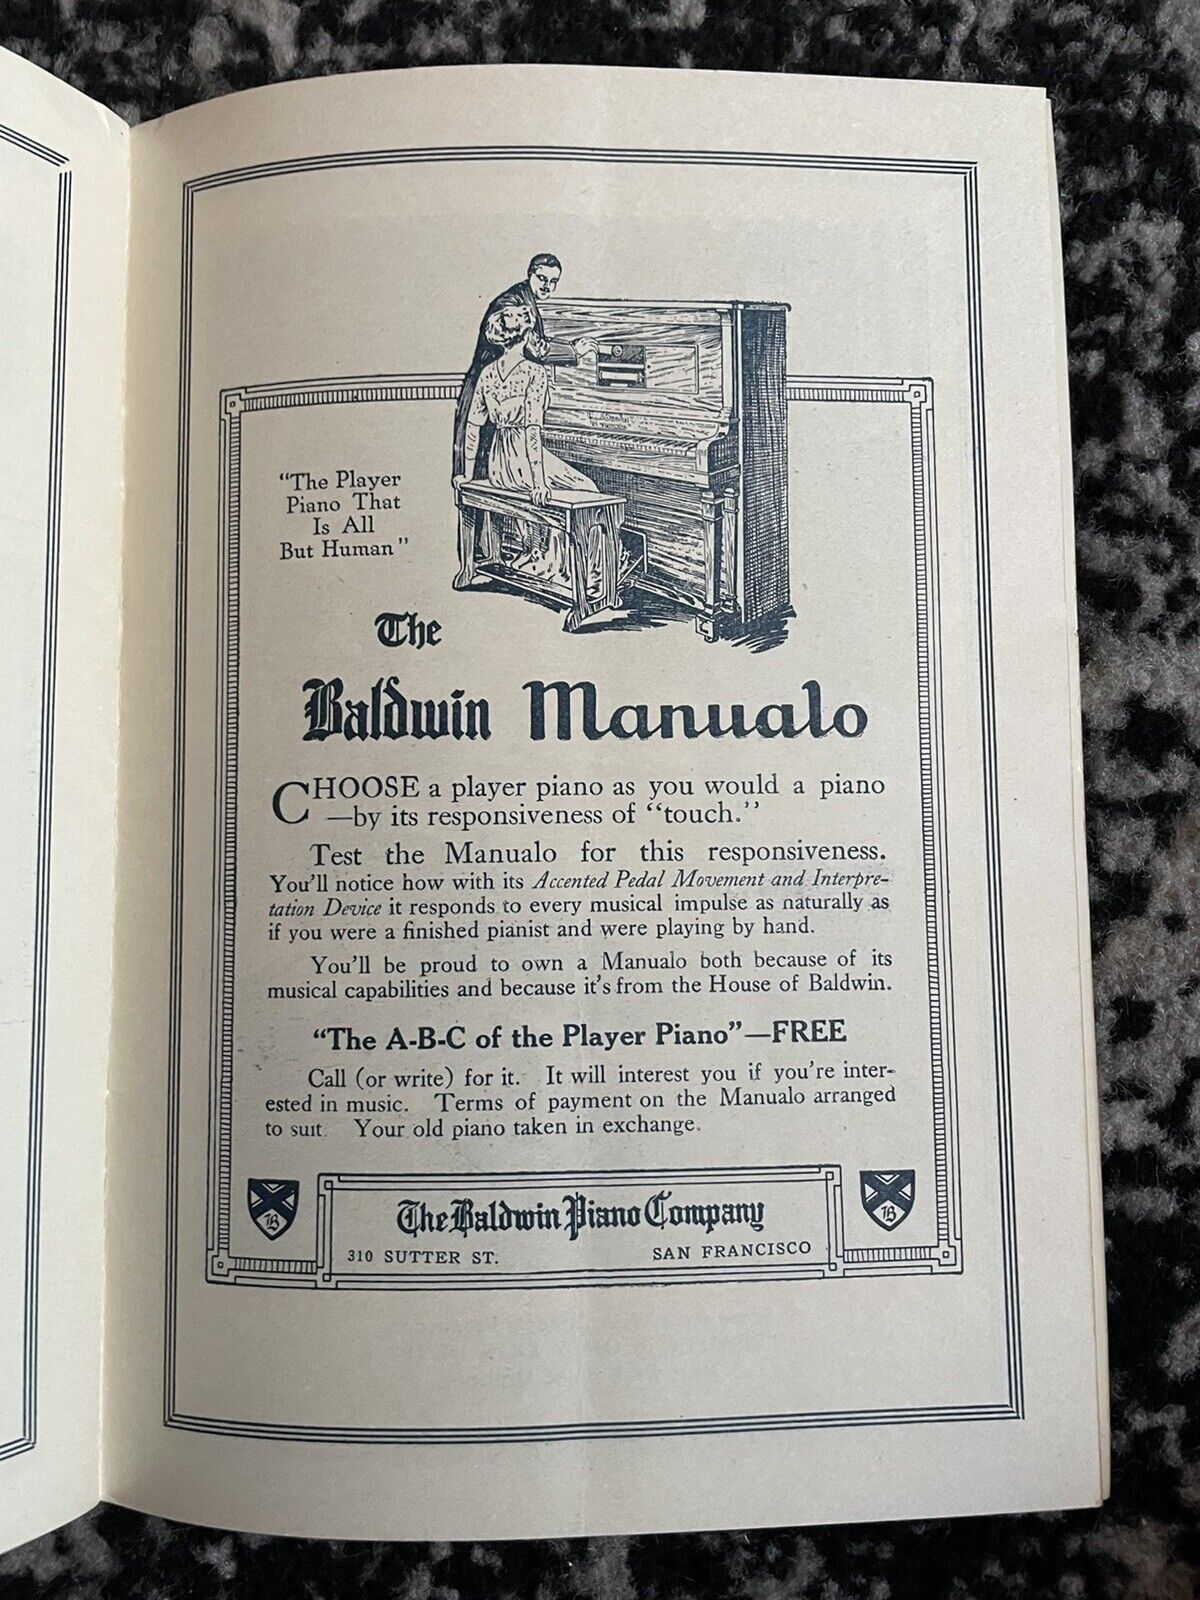 "The Player
Piano That
Is All
But Human"
The
Baldwin Manualo
CHOOSE a player piano as you would a piano
—by its responsiveness of "touch."
Test the Manualo for this responsiveness.
You'll notice how with its Accented Pedal Movement and Interpre-
tation Device it responds to every musical impulse as naturally as
if you were a finished pianist and were playing by hand.
You'll be proud to own a Manualo both because of its
musical capabilities and because it's from the House of Baldwin.
"The A-B-C of the Player Piano"—FREE
Call (or write) for it. It will interest you if you're inter-
ested in music. Terms of payment on the Manualo arranged
to suit. Your old piano taken in exchange.
B
B
The Baldwin Piano Company
310 SUTTER ST. SAN FRANCISCO